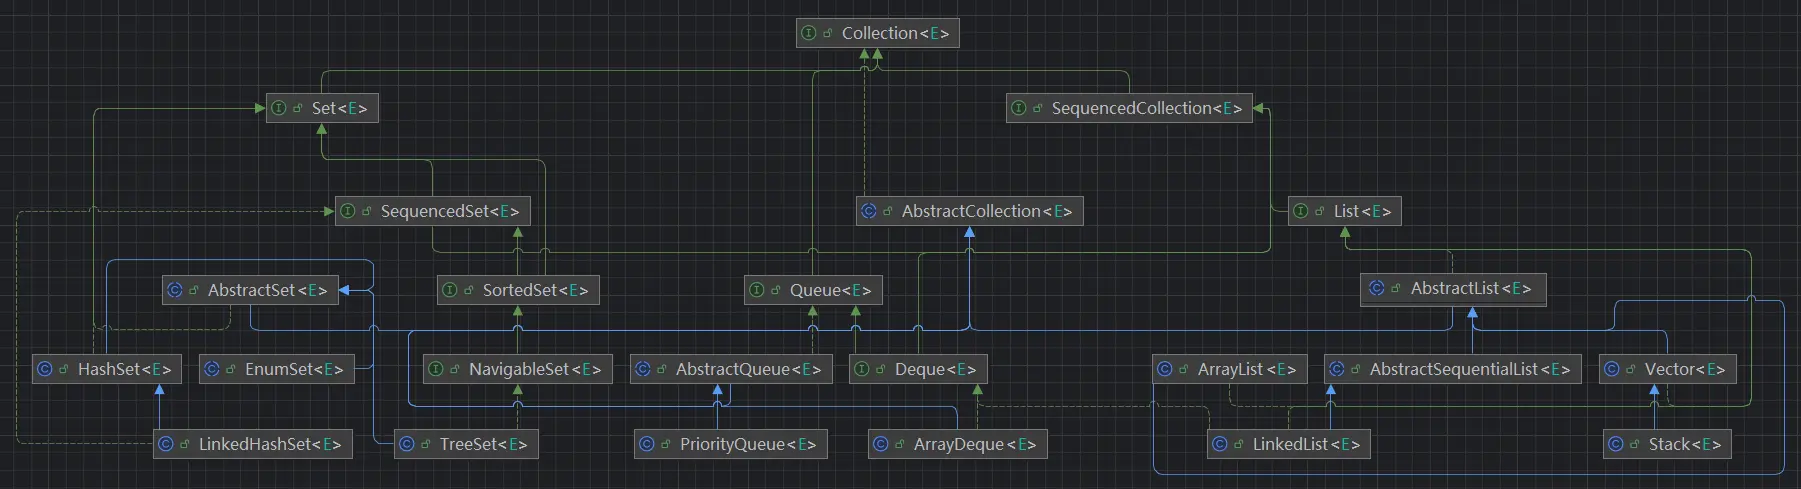 Collection<E>
Set<E>
SequencedCollection<E>
SequencedSet<E>
AbstractCollection<E>
List<E>
AbstractSet<E>
SortedSet<E>
Queue<E>
AbstractList<E>
HashSet<E>
EnumSet<E>
NavigableSet<E>
AbstractQueue<E>
Deque<E>
ArrayList<E>
AbstractSequentialList<E>
Vector<E>
LinkedHashSet<E>
TreeSet<E>
PriorityQueue<E>
ArrayDeque<E>
LinkedList<E>
Stack<E>